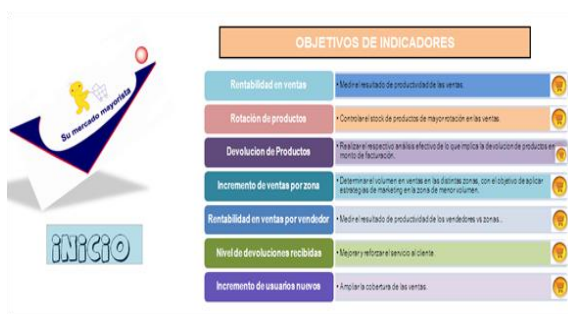 OBJETIVOS DE INDICADORES
Su mercado mayorista
INICIO
Rentabilidad en ventas
• Medir el resultado de productividad de las ventas.
Rotación de productos
• Controlar el stock de productos de mayor rotación en las ventas
Devolucion de Productos
• Realizar el respectivo análisis efectivo de lo que implica la devolucion de productos en
monto de facturación.
Incremento de ventas por zona
• Determinar el volumen en ventas en las distintas zonas, con el objetivo de aplicar
estrategias de marketing en la zona de menor volumen.
Rentabilidad en ventas por vendedor
• Medir el resultado de productividad de los vendedores vs zonas..
Nivel de devoluciones recibidas
• Mejorar y reforzar el servicio al cliente.
Incremento de usuarios nuevos
• Ampliar la cobertura de las ventas.